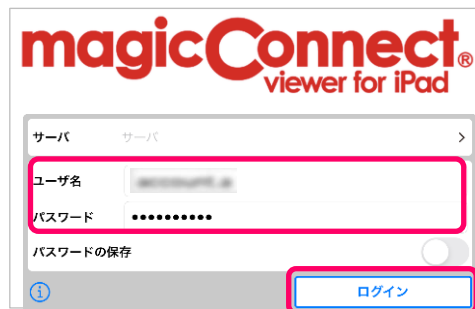 magicConnect®
viewer for iPad
サーバ サーバ >
ユーザ名
パスワード ••••••••••
パスワードの保存
ログイン